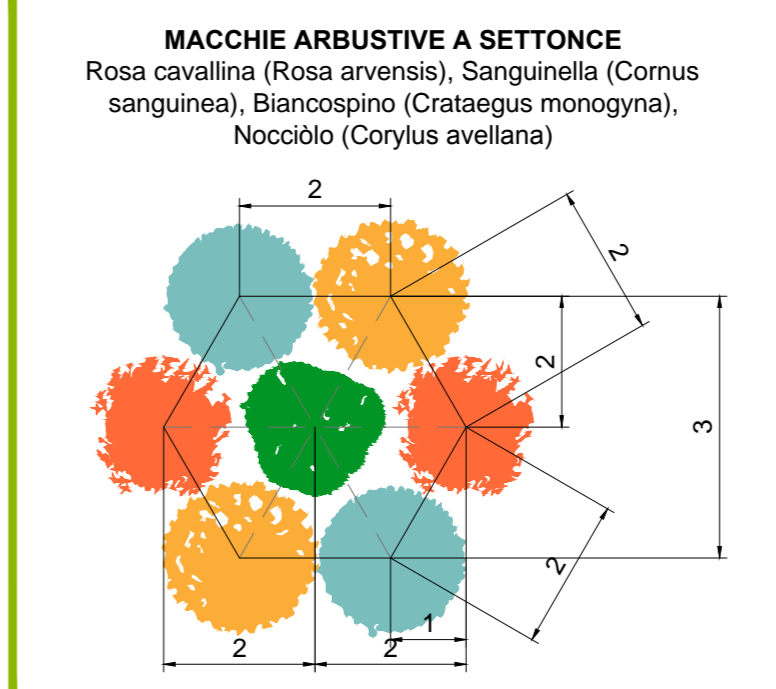 MACCHIE ARBUSTIVE A SETTONCE
Rosa cavallina (Rosa arvensis), Sanguinella (Cornus
sanguinea), Biancospino (Crataegus monogyna),
Nocciòlo (Corylus avellana)
2
2
2
3
2
1
2
2